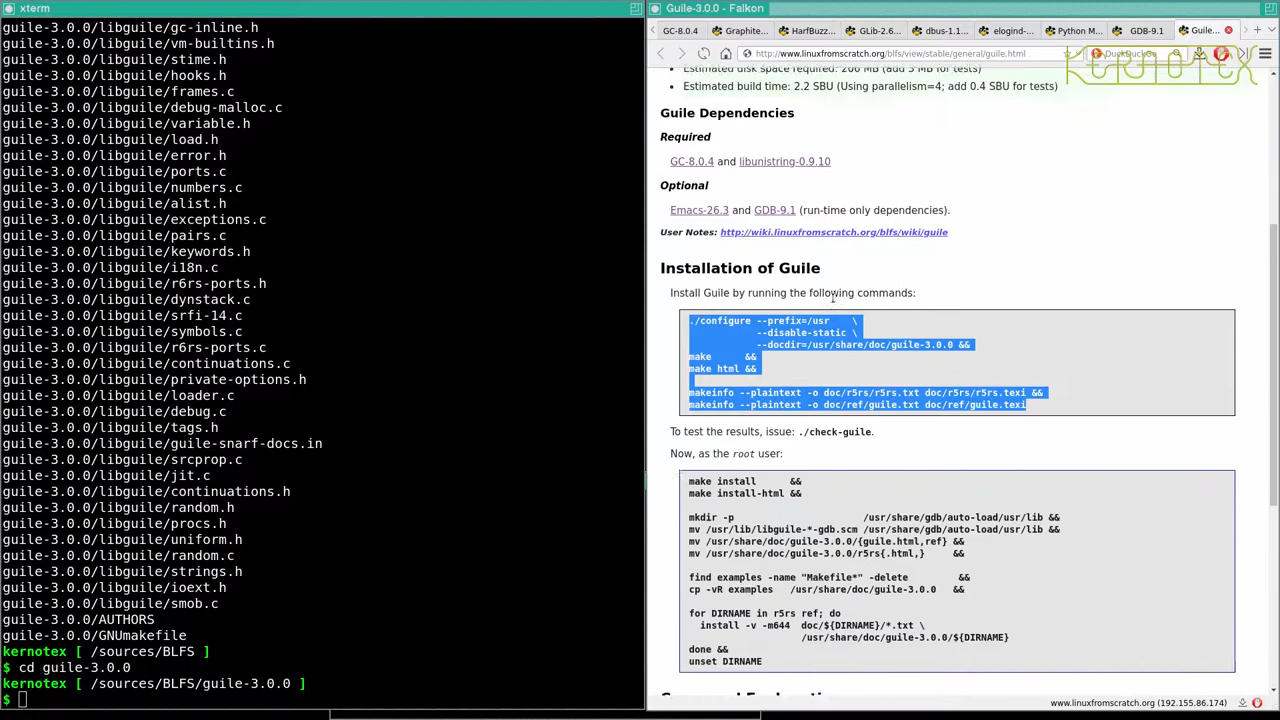 xterm
guile-3.0.0/libguile/gc-inline.h
guile-3.0.0/libguile/vm-builtins.h
guile-3.0.0/libguile/stime.h
guile-3.0.0/libguile/hooks.h
guile-3.0.0/libguile/frames.c
guile-3.0.0/libguile/debug-malloc.c
guile-3.0.0/libguile/variable.h
guile-3.0.0/libguile/load.h
guile-3.0.0/libguile/error.h
guile-3.0.0/libguile/ports.c
guile-3.0.0/libguile/numbers.c
guile-3.0.0/libguile/alist.h
guile-3.0.0/libguile/exceptions.c
guile-3.0.0/libguile/pairs.c
guile-3.0.0/libguile/keywords.h
guile-3.0.0/libguile/i18n.c
guile-3.0.0/libguile/r6rs-ports.h
guile-3.0.0/libguile/dynstack.c
guile-3.0.0/libguile/srfi-14.c
guile-3.0.0/libguile/symbols.c
guile-3.0.0/libguile/r6rs-ports.c
guile-3.0.0/libguile/continuations.c
guile-3.0.0/libguile/private-options.h
guile-3.0.0/libguile/loader.c
guile-3.0.0/libguile/debug.c
guile-3.0.0/libguile/tags.h
guile-3.0.0/libguile/guile-snarf-docs.in
guile-3.0.0/libguile/srcprop.c
guile-3.0.0/libguile/jit.c
guile-3.0.0/libguile/continuations.h
guile-3.0.0/libguile/random.h
guile-3.0.0/libguile/procs.c
guile-3.0.0/libguile/uniform.h
guile-3.0.0/libguile/random.c
guile-3.0.0/libguile/strings.h
guile-3.0.0/libguile/ioext.h
guile-3.0.0/libguile/smob.c
guile-3.0.0/AUTHORS
guile-3.0.0/GNUmakefile
kernotex [ /sources/BLFS ]
$ cd guile-3.0.0
kernotex [ /sources/BLFS/guile-3.0.0 ]
$
Guile-3.0.0 - Falkon
GC-8.0.4 Graphite... HarfBuzz... GLib-2.6... dbus-1.1... elogind-... Python M... GDB-9.1 Guile...
http://www.linuxfromscratch.org/blfs/view/stable/general/guile.html DuckDuckGo
KERNOTEX
Estimated disk space required: 206 MB (add 3 MB for tests)
Estimated build time: 2.2 SBU (Using parallelism=4; add 0.4 SBU for tests)
Guile Dependencies
Required
GC-8.0.4 and libunistring-0.9.10
Optional
Emacs-26.3 and GDB-9.1 (run-time only dependencies).
User Notes: http://wiki.linuxfromscratch.org/blfs/wiki/guile
Installation of Guile
Install Guile by running the following commands:
./configure --prefix=/usr \
--disable-static \
--docdir=/usr/share/doc/guile-3.0.0 &&
make &&
make html &&
makeinfo --plaintext -o doc/r5rs/r5rs.txt doc/r5rs/r5rs.texi &&
makeinfo --plaintext -o doc/ref/guile.txt doc/ref/guile.texi
To test the results, issue: ./check-guile.
Now, as the root user:
make install &&
make install-html &&
mkdir -p /usr/share/gdb/auto-load/usr/lib &&
mv /usr/lib/libguile-*-gdb.scm /usr/share/gdb/auto-load/usr/lib &&
mv /usr/share/doc/guile-3.0.0/{guile.html,ref} &&
mv /usr/share/doc/guile-3.0.0/r5rs{.html,} &&
find examples -name "Makefile*" -delete &&
cp -vR examples /usr/share/doc/guile-3.0.0 &&
for DIRNAME in r5rs ref; do
install -v -m644 doc/${DIRNAME}/*.txt \
/usr/share/doc/guile-3.0.0/${DIRNAME}
done &&
unset DIRNAME
www.linuxfromscratch.org (192.155.86.174)